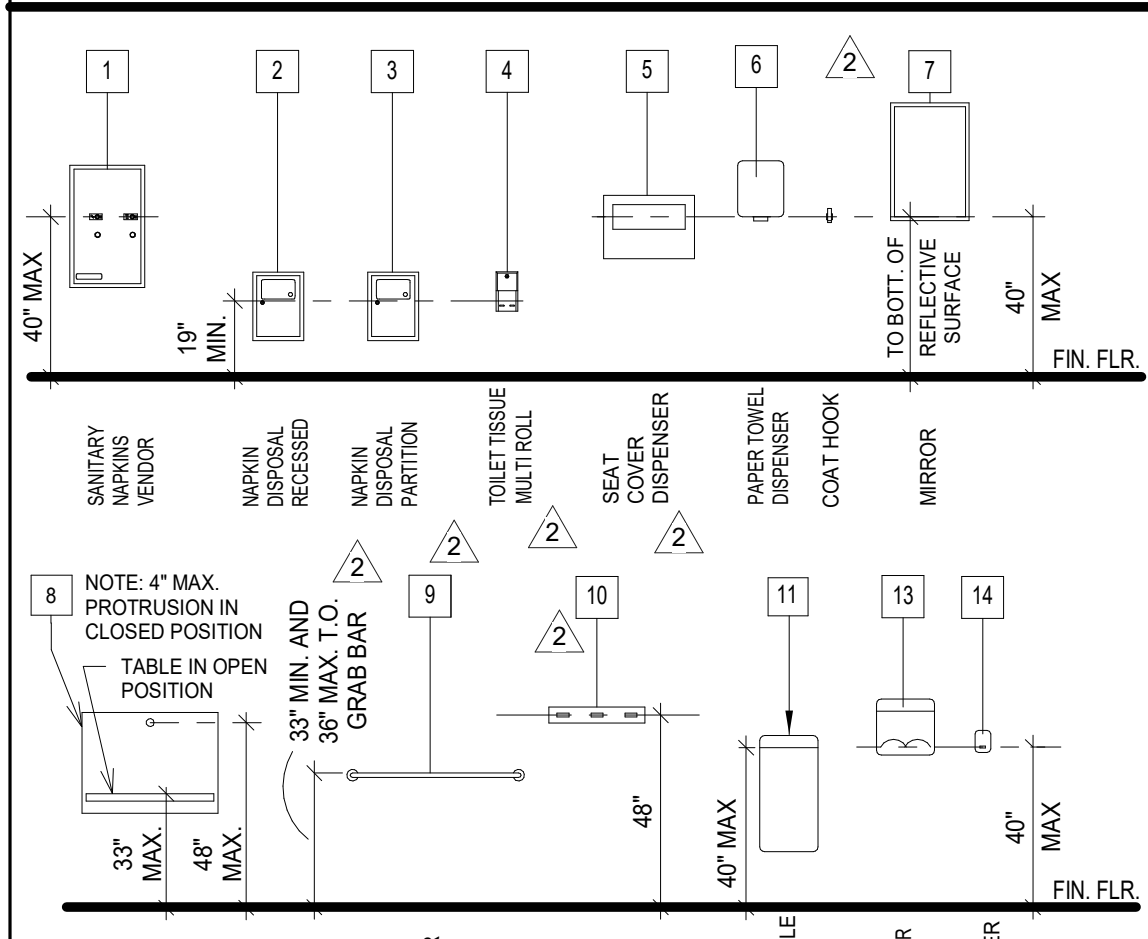 1
2
3
4
5
6
2
7
40" MAX
19"
MIN.
TO BOTT. OF
REFLECTIVE
SURFACE
40"
MAX
FIN. FLR.
SANITARY
NAPKINS
VENDOR
NAPKIN
DISPOSAL
RECESSED
NAPKIN
DISPOSAL
PARTITION
TOILET TISSUE
MULTI ROLL
SEAT
COVER
DISPENSER
PAPER TOWEL
DISPENSER
COAT HOOK
MIRROR
2
2
2
2
8
NOTE: 4" MAX.
PROTRUSION IN
CLOSED POSITION
TABLE IN OPEN
POSITION
33" MIN. AND
36" MAX. T.O.
GRAB BAR
9
10
2
11
13
14
33"
MAX.
48"
MAX.
48"
40" MAX
40"
MAX
FIN. FLR.